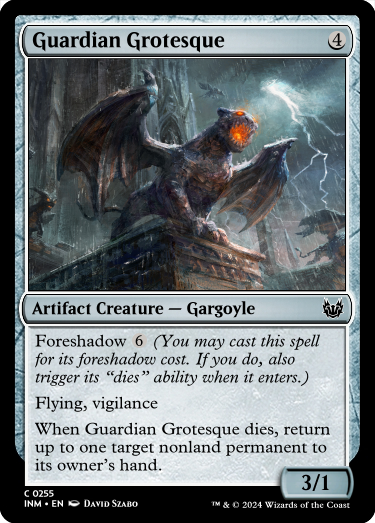 Guardian Grotesque 4
Artifact Creature — Gargoyle
Foreshadow 6 (You may cast this spell
for its foreshadow cost. If you do, also
trigger its “dies” ability when it enters.)
Flying, vigilance
When Guardian Grotesque dies, return
up to one target nonland permanent to
its owner’s hand.
3/1
C 0255
INM • EN DAVID SZABO
™ & © 2024 Wizards of the Coast